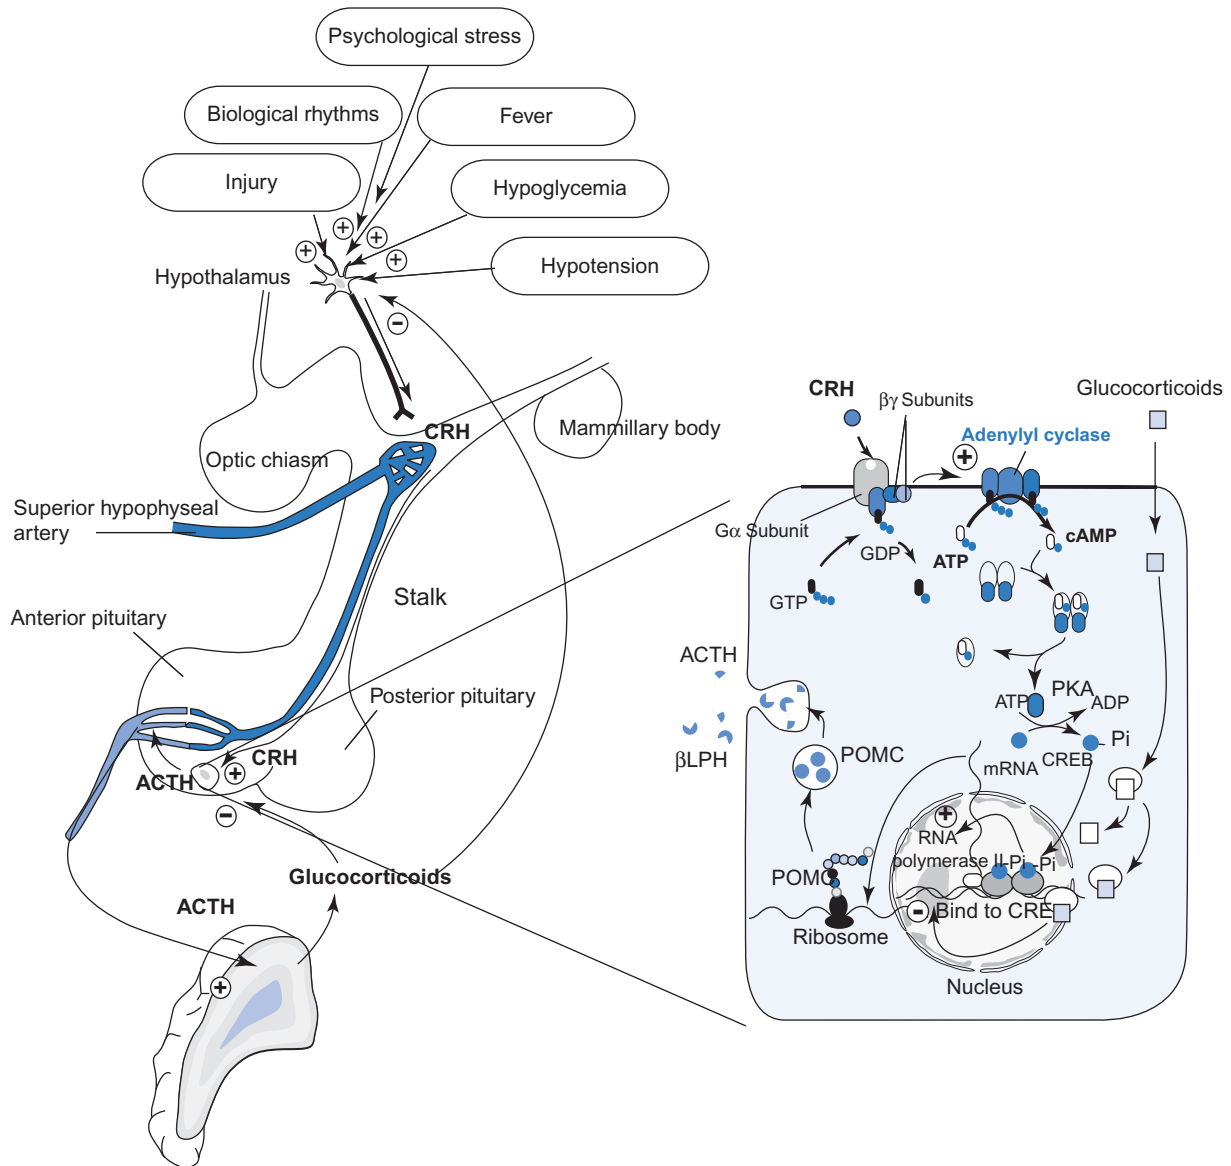 Psychological stress
Biological rhythms
Fever
Injury
Hypoglycemia
Hypotension
Hypothalamus
+
+
+
+
−
CRH
Mammillary body
Optic chiasm
Superior hypophyseal
artery
Stalk
Anterior pituitary
Posterior pituitary
CRH
+
ACTH
−
Glucocorticoids
ACTH
+
CRH
βγ Subunits
Glucocorticoids
Adenylyl cyclase
+
Gα Subunit
GDP
ATP
cAMP
GTP
ACTH
ATP
PKA
ADP
βLPH
POMC
mRNA
CREB
Pi
+
RNA
polymerase II
-Pi
-Pi
POMC
−
Bind to CRE
Ribosome
Nucleus